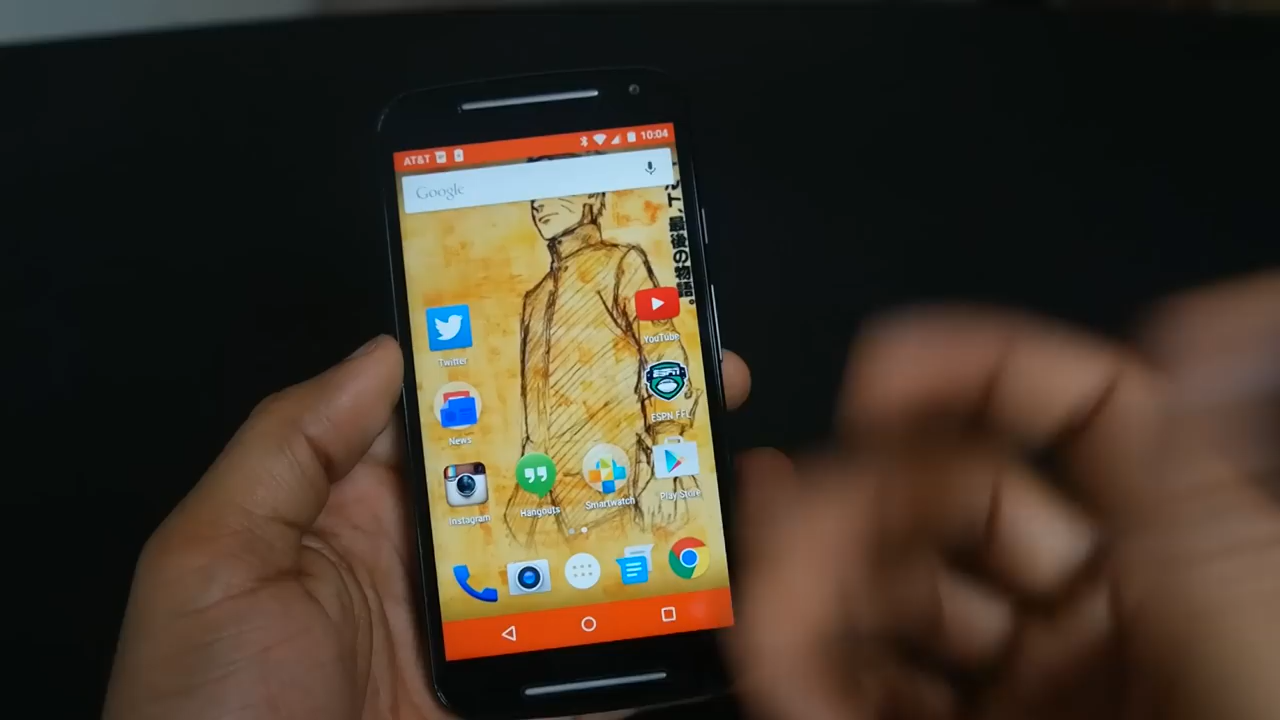 AT&T
10:04
Google
最後の物語。
YouTube
Twitter
ESPN
ESPN FFL
News
Instagram
Hangouts
Smartwatch
Play Store